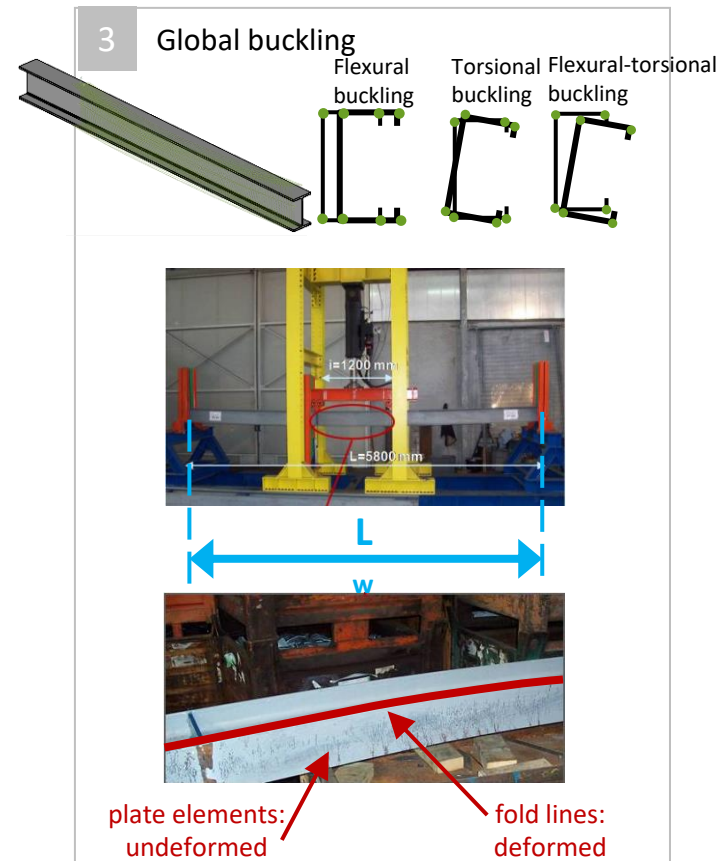 3 Global buckling
Flexural
buckling
Torsional
buckling
Flexural-torsional
buckling
i=1200 mm
L=5800mm
L
w
plate elements:
undeformed
fold lines:
deformed